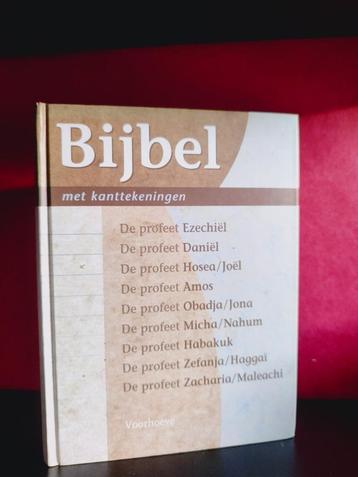 Bijbel
met kanttekeningen
De profeet Ezechiël
De profeet Daniël
De profeet Hosea/Joël
De profeet Amos
De profeet Obadja/Jona
De profeet Micha/Nahum
De profeet Habakuk
De profeet Zefanja/Haggaï
De profeet Zacharia/Maleachi
Voorhoeve